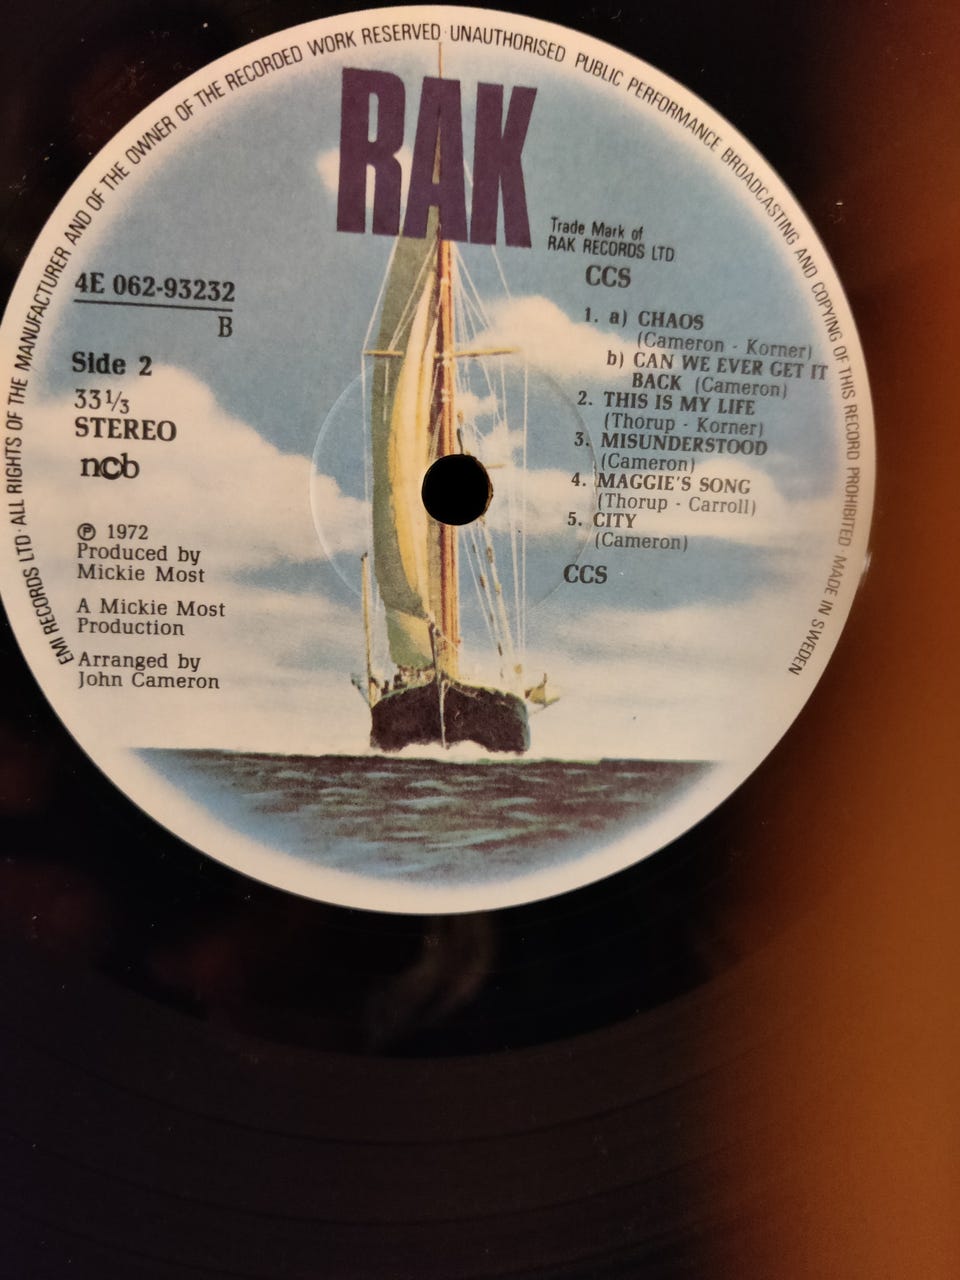 EMI RECORDS LTD · ALL RIGHTS OF THE MANUFACTURER AND OF THE OWNER OF THE RECORDED WORK RESERVED · UNAUTHORISED PUBLIC PERFORMANCE BROADCASTING AND COPYING OF THIS RECORD PROHIBITED · MADE IN SWEDEN
RAK
Trade Mark of
RAK RECORDS LTD
CCS
4E 062-93232
B
Side 2
33 1/3
STEREO
ncb
℗ 1972
Produced by
Mickie Most
A Mickie Most
Production
Arranged by
John Cameron
1. a) CHAOS
(Cameron - Korner)
b) CAN WE EVER GET IT
BACK (Cameron)
2. THIS IS MY LIFE
(Thorup - Korner)
3. MISUNDERSTOOD
(Cameron)
4. MAGGIE'S SONG
(Thorup - Carroll)
5. CITY
(Cameron)
CCS